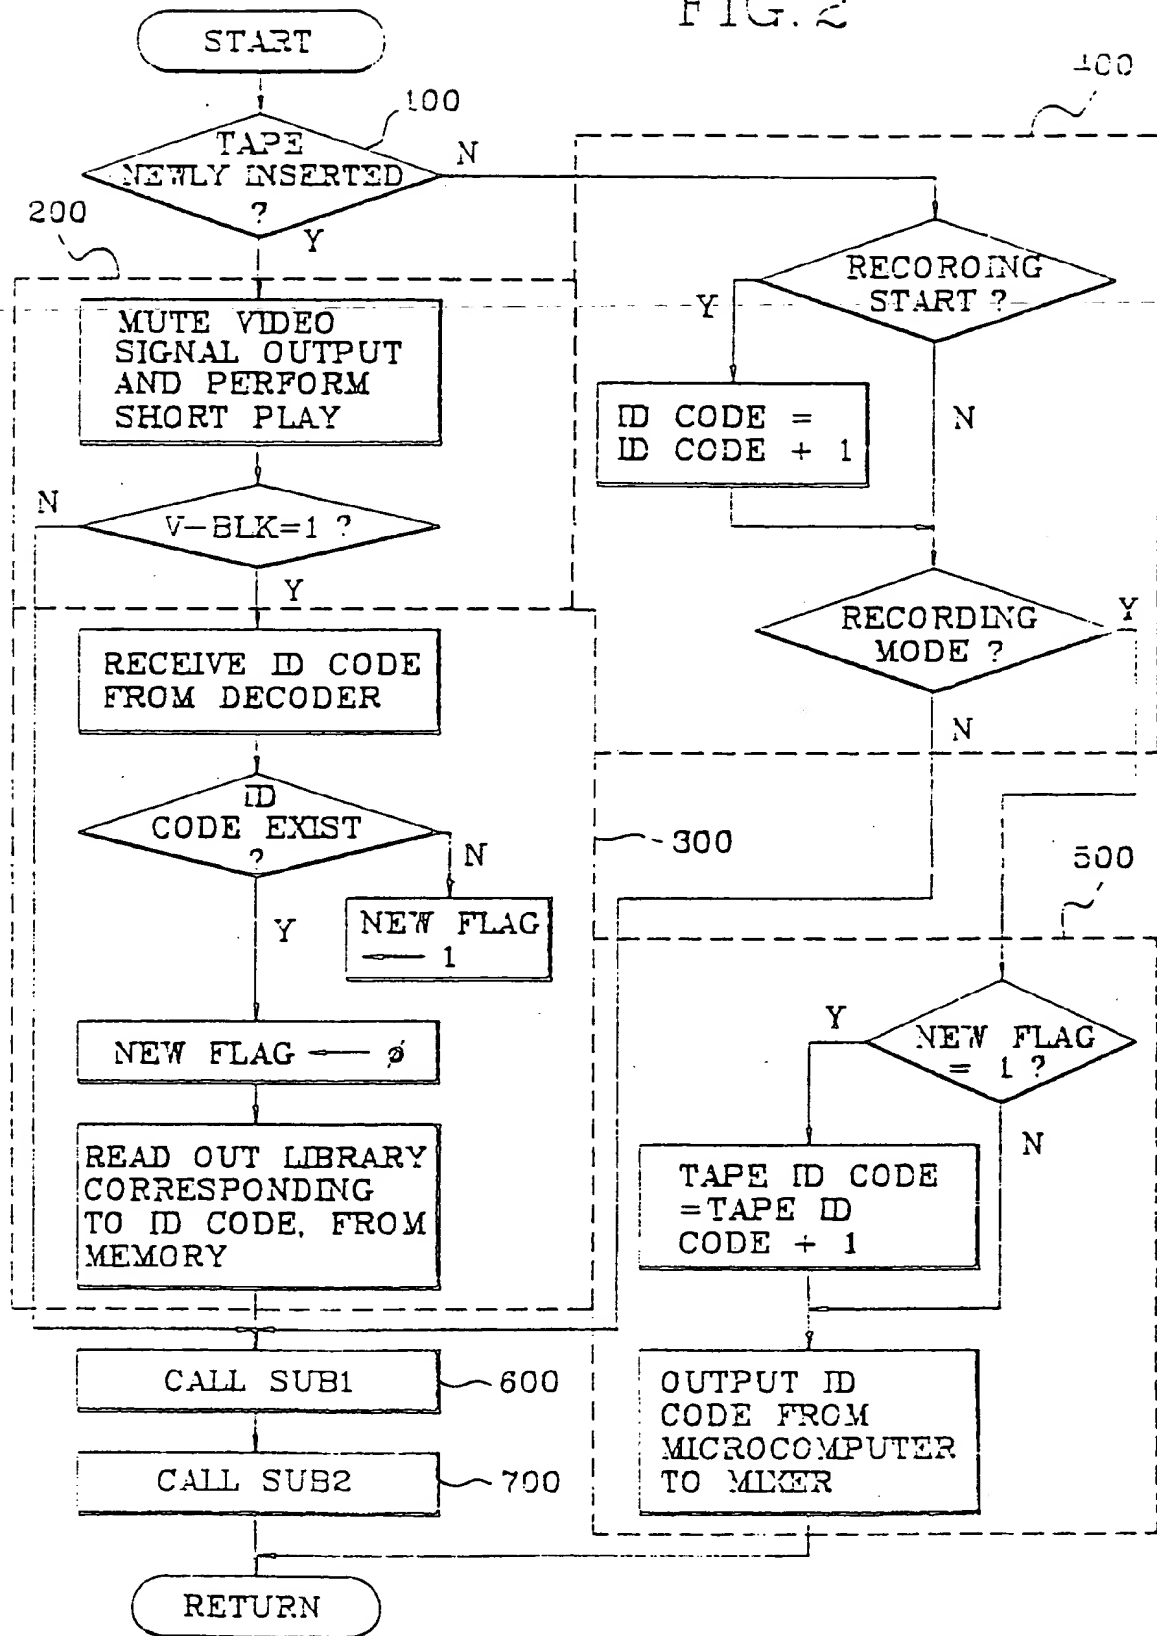 FIG. 2
START
100
TAPE
NEWLY INSERTED
?
N
Y
200
MUTE VIDEO
SIGNAL OUTPUT
AND PERFORM
SHORT PLAY
V-BLK=1 ?
N
Y
RECEIVE ID CODE
FROM DECODER
ID
CODE EXIST
?
N
Y
NEW FLAG
← 1
NEW FLAG ← ø
READ OUT LIBRARY
CORRESPONDING
TO ID CODE, FROM
MEMORY
300
CALL SUB1
600
CALL SUB2
700
RETURN
400
RECOROING
START ?
Y
N
ID CODE =
ID CODE + 1
RECORDING
MODE ?
Y
N
500
NEW FLAG
= 1 ?
Y
N
TAPE ID CODE
=TAPE ID
CODE + 1
OUTPUT ID
CODE FROM
MICROCOMPUTER
TO MIXER